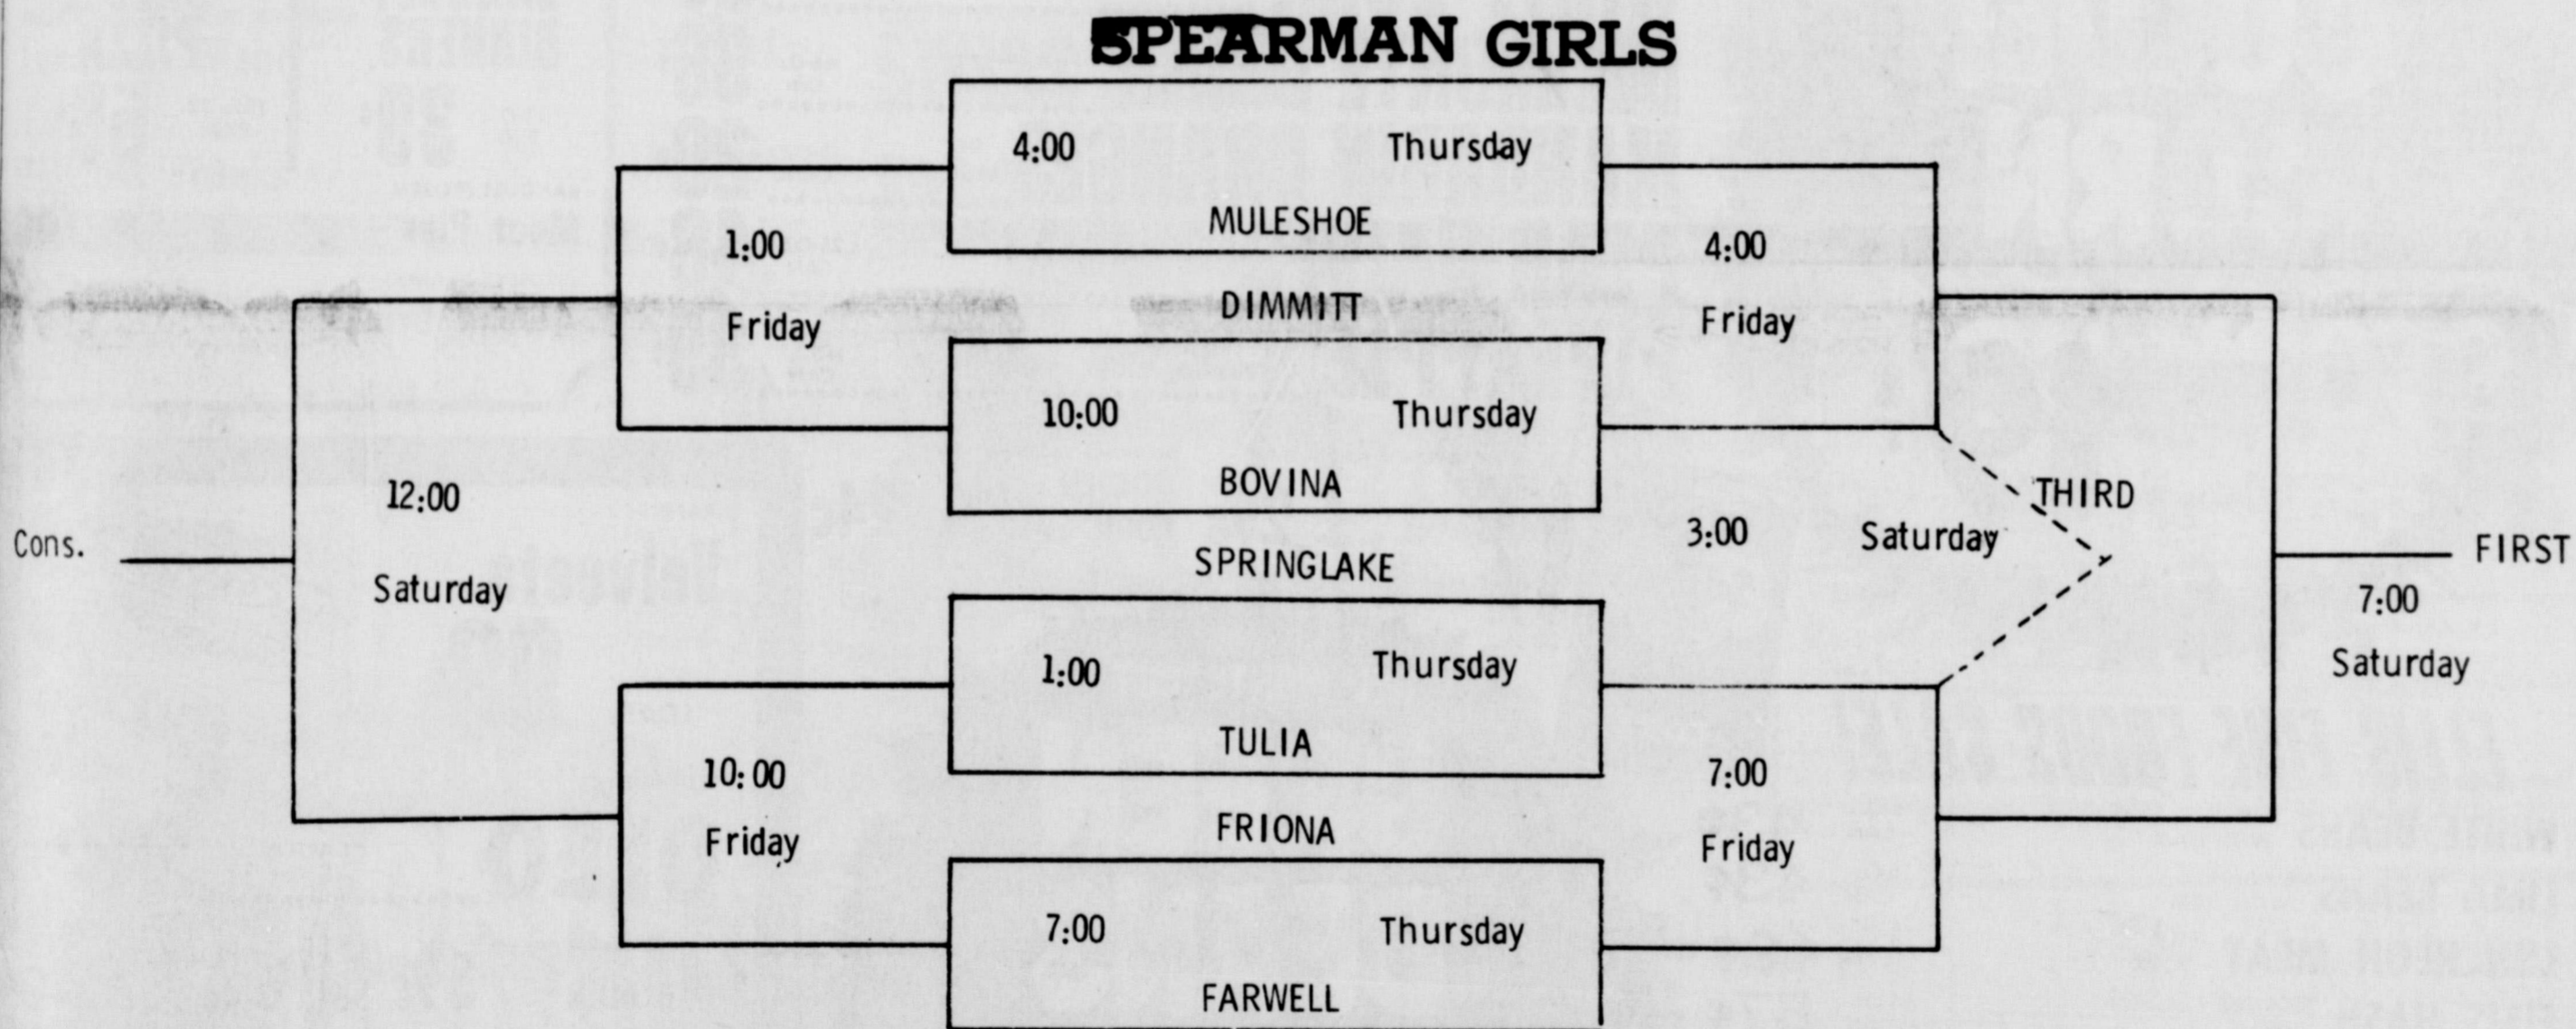 SPEARMAN GIRLS
4:00 Thursday
MULESHOE
1:00
Friday
4:00
Friday
DIMMITT
10:00 Thursday
BOVINA
12:00
Saturday
Cons.
SPRINGLAKE
3:00 Saturday
THIRD
FIRST
7:00
Saturday
1:00 Thursday
TULIA
10:00
Friday
7:00
Friday
FRIONA
7:00 Thursday
FARWELL